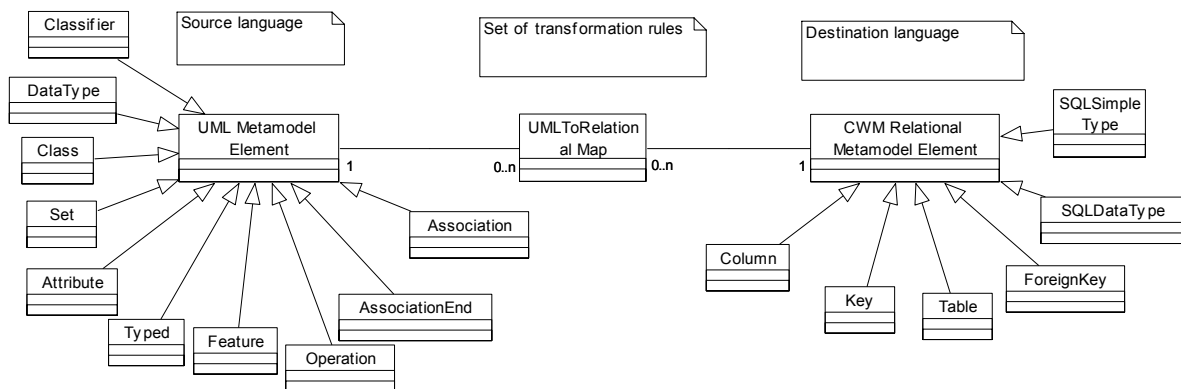 Classifier
Source language
Set of transformation rules
Destination language
DataType
SQLSimple
Type
UML Metamodel
Element
UMLToRelation
al Map
CWM Relational
Metamodel Element
Class
1
0..n
0..n
1
Set
Association
SQLDataType
Column
Attribute
AssociationEnd
Key
Table
ForeignKey
Typed
Feature
Operation